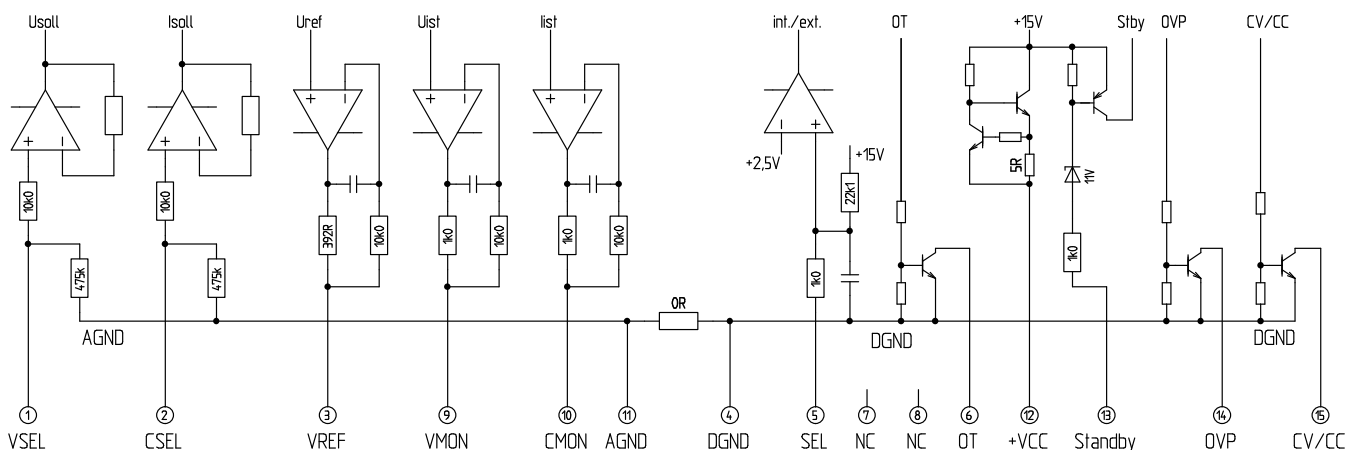 Usoll Isoll Uref Uist Iist int./ext. OT +15V Stby OVP CV/CC
+ − + − + − + − + − − +
+2,5V +15V
5R 11V
10k0 10k0 22k1
392R 10k0 1k0 10k0 1k0 10k0 1k0 1k0
475k 475k
0R
AGND DGND DGND
1 2 3 9 10 11 4 5 7 8 6 12 13 14 15
VSEL CSEL VREF VMON CMON AGND DGND SEL NC NC OT +VCC Standby OVP CV/CC